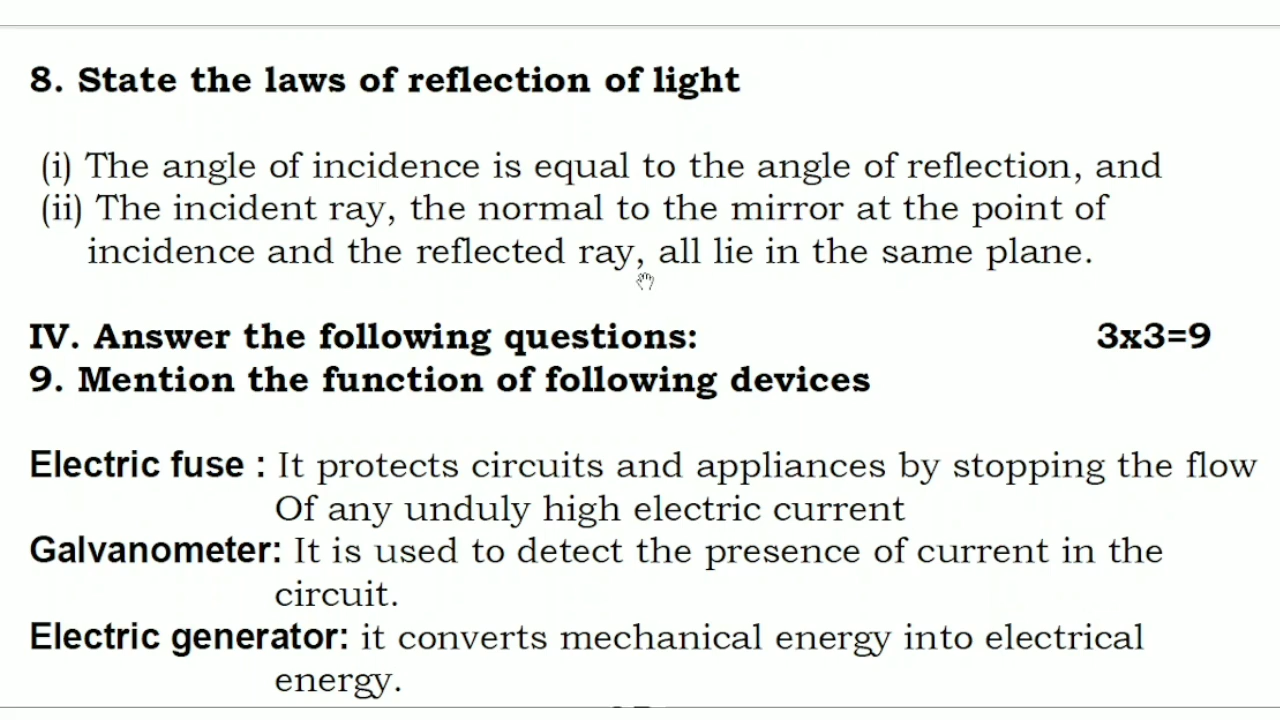 8. State the laws of reflection of light
(i) The angle of incidence is equal to the angle of reflection, and
(ii) The incident ray, the normal to the mirror at the point of
incidence and the reflected ray, all lie in the same plane.
IV. Answer the following questions: 3x3=9
9. Mention the function of following devices
Electric fuse : It protects circuits and appliances by stopping the flow
Of any unduly high electric current
Galvanometer: It is used to detect the presence of current in the
circuit.
Electric generator: it converts mechanical energy into electrical
energy.